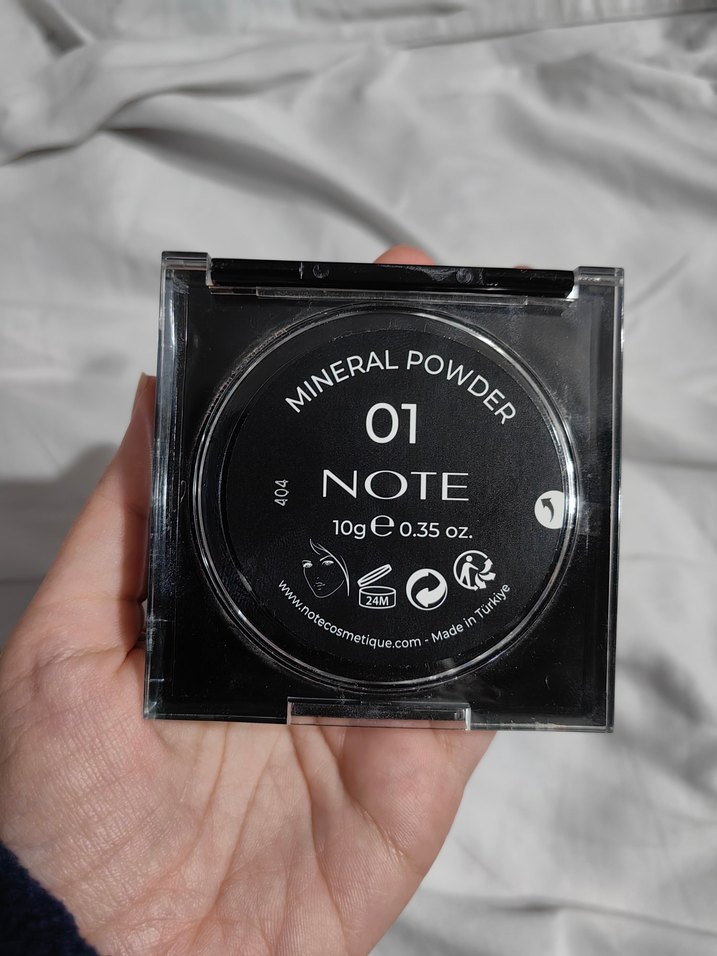 MINERAL POWDER
01
404
NOTE
10g ℮ 0.35 oz.
24M
www.notecosmetique.com - Made in Türkiye